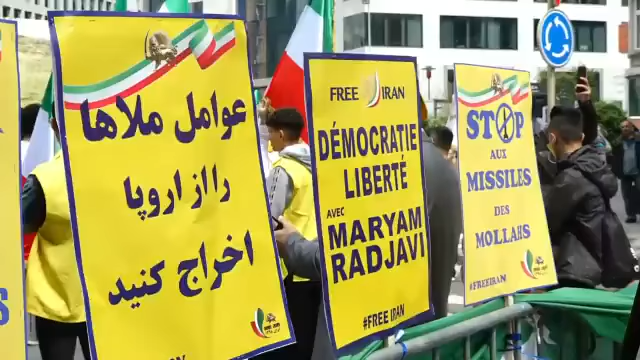 عوامل ملاها
را از اروپا
اخراج کنید
FREE IRAN
DÉMOCRATIE
LIBERTÉ
AVEC
MARYAM
RADJAVI
#FREE IRAN
STOP
AUX
MISSILES
DES
MOLLAHS
#FREEIRAN